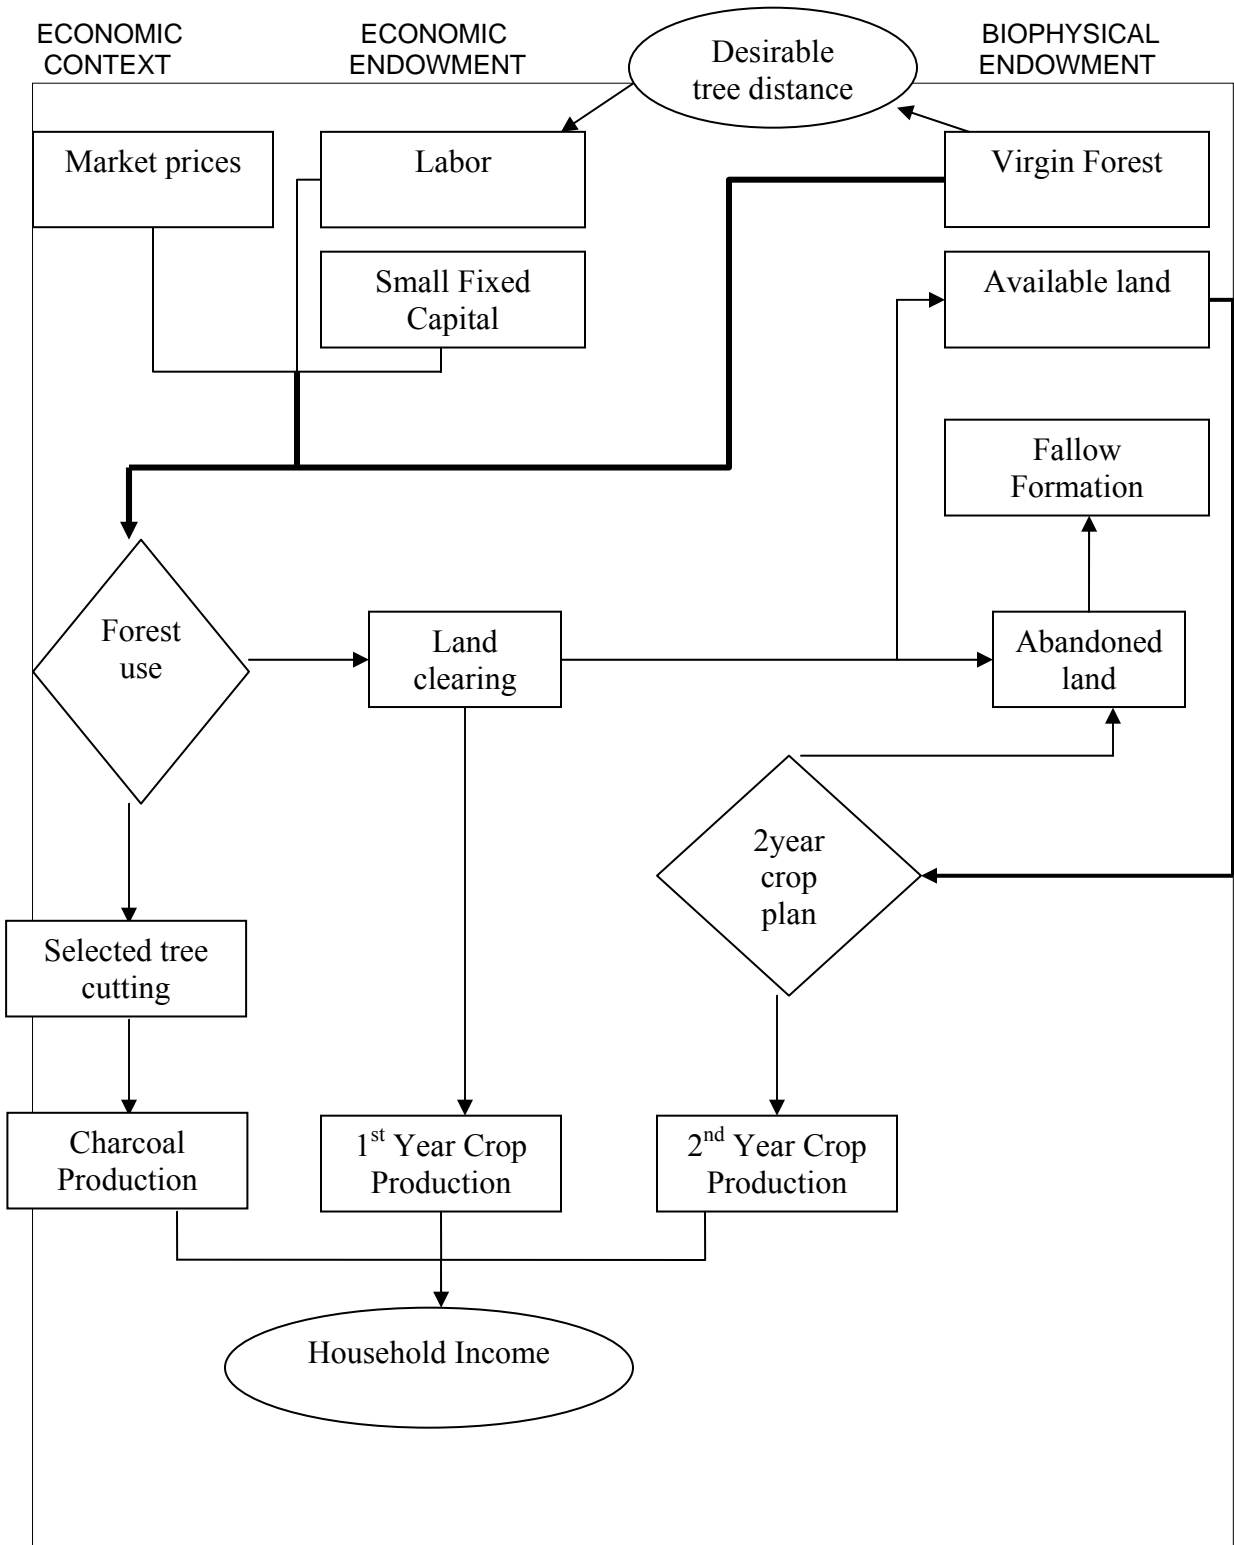 ECONOMIC
CONTEXT
ECONOMIC
ENDOWMENT
Desirable
tree distance
BIOPHYSICAL
ENDOWMENT
Market prices
Labor
Virgin Forest
Small Fixed
Capital
Available land
Fallow
Formation
Forest
use
Land
clearing
Abandoned
land
2year
crop
plan
Selected tree
cutting
Charcoal
Production
1st Year Crop
Production
2nd Year Crop
Production
Household Income